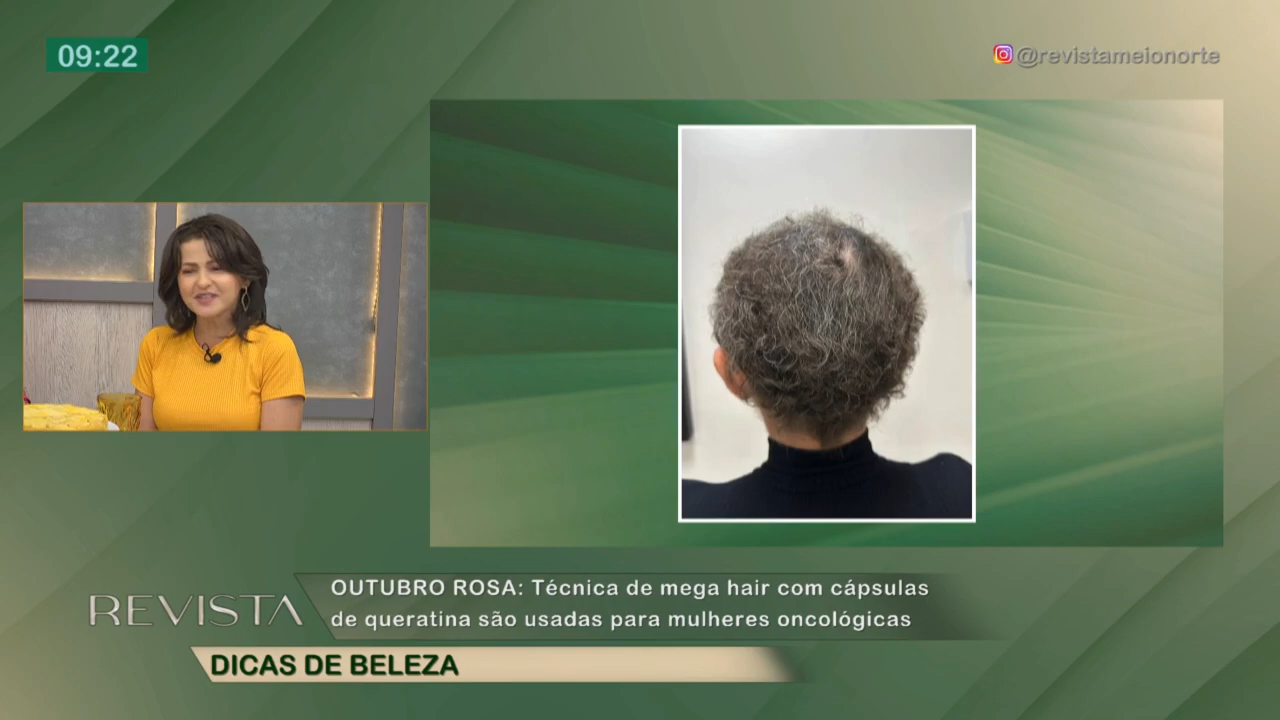 09:22
@revistameionorte
OUTUBRO ROSA: Técnica de mega hair com cápsulas
de queratina são usadas para mulheres oncológicas
REVISTA
DICAS DE BELEZA